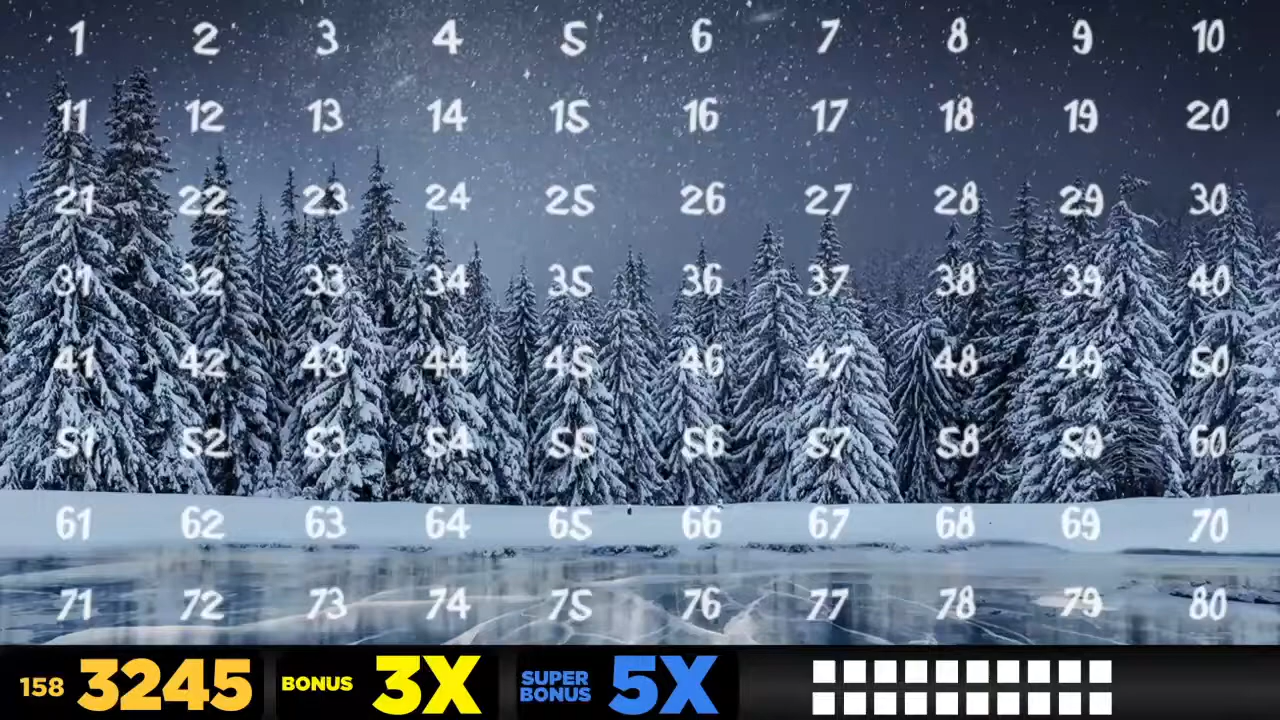 1 2 3 4 5 6 7 8 9 10
11 12 13 14 15 16 17 18 19 20
21 22 23 24 25 26 27 28 29 30
31 32 33 34 35 36 37 38 39 40
41 42 43 44 45 46 47 48 49 50
51 52 53 54 55 56 57 58 59 60
61 62 63 64 65 66 67 68 69 70
71 72 73 74 75 76 77 78 79 80
158 3245 BONUS 3X SUPER BONUS 5X